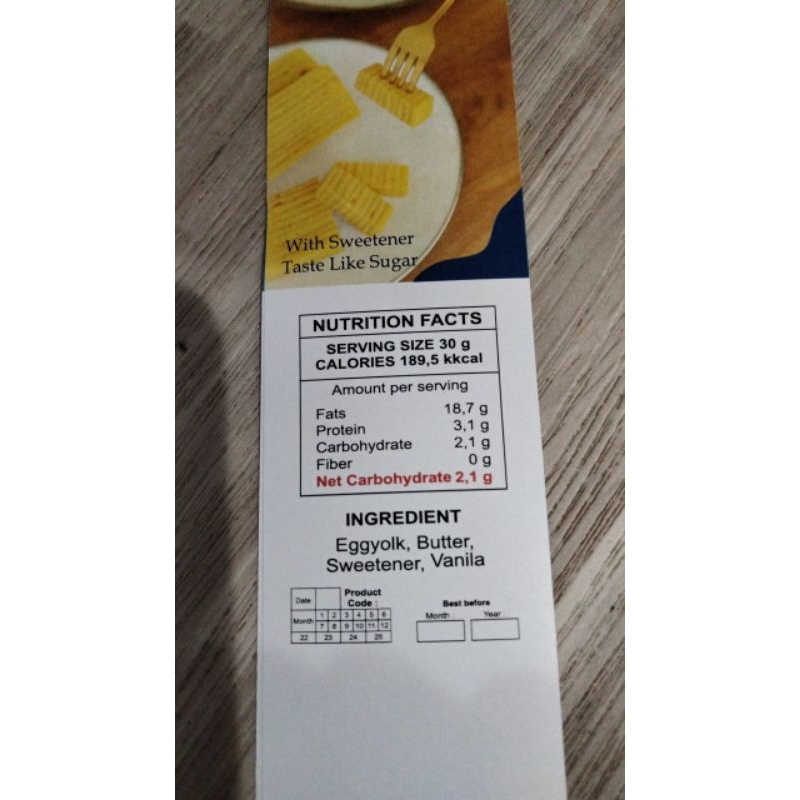 With Sweetener
Taste Like Sugar
NUTRITION FACTS
SERVING SIZE 30 g
CALORIES 189,5 kkcal
Amount per serving
Fats 18,7 g
Protein 3,1 g
Carbohydrate 2,1 g
Fiber 0 g
Net Carbohydrate 2,1 g
INGREDIENT
Eggyolk, Butter,
Sweetener, Vanila
Date Product Code :
Month 1 2 3 4 5 6
7 8 9 10 11 12
22 23 24 25
Best before
Month Year